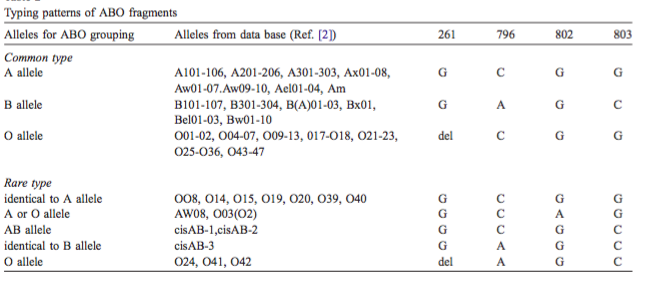 Typing patterns of ABO fragments
Alleles for ABO grouping Alleles from data base (Ref. [2]) 261 796 802 803
Common type
A allele A101-106, A201-206, A301-303, Ax01-08, G C G G
Aw01-07.Aw09-10, Ael01-04, Am
B allele B101-107, B301-304, B(A)01-03, Bx01, G A G C
Bel01-03, Bw01-10
O allele O01-02, O04-07, O09-13, 017-O18, O21-23, del C G G
O25-O36, O43-47
Rare type
identical to A allele OO8, O14, O15, O19, O20, O39, O40 G C G G
A or O allele AW08, O03(O2) G C A G
AB allele cisAB-1,cisAB-2 G C G C
identical to B allele cisAB-3 G A G C
O allele O24, O41, O42 del A G C